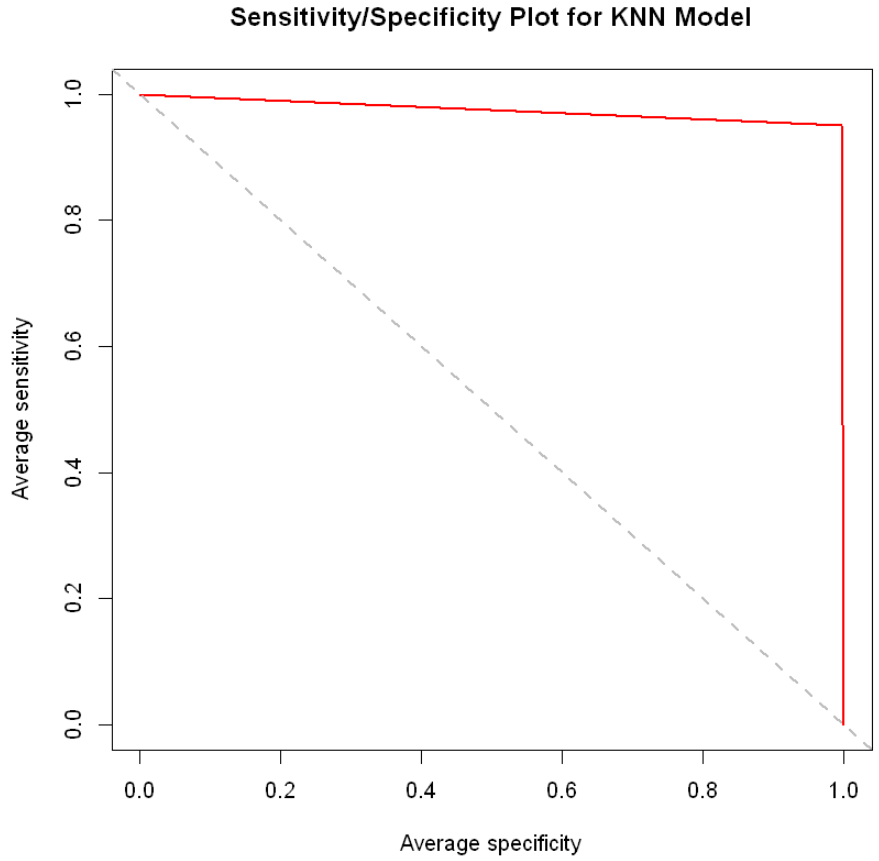 Sensitivity/Specificity Plot for KNN Model
1.0
0.8
0.6
0.4
0.2
0.0
Average sensitivity
0.0 0.2 0.4 0.6 0.8 1.0
Average specificity